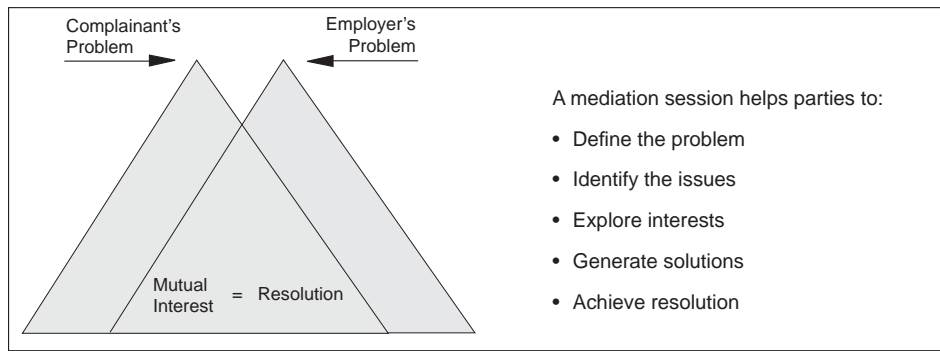 Complainant's
Problem
Employer's
Problem
Mutual
Interest = Resolution
A mediation session helps parties to:
• Define the problem
• Identify the issues
• Explore interests
• Generate solutions
• Achieve resolution